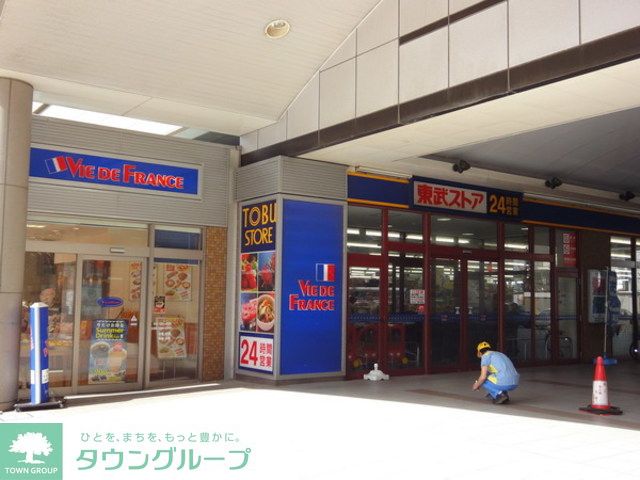 VIE DE FRANCE
東武ストア 24時間営業
TOBU
STORE
VIE DE
FRANCE
24時間営業
Summer
Drink
TOWN GROUP
ひとを、まちを、もっと豊かに。
タウングループ